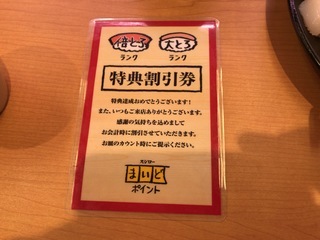 倍とろ 大とろ
ランク ランク
特典割引券
特典達成おめでとうございます!
また、いつもご来店ありがとうございます。
感謝の気持ちを込めまして
お会計時に割引させていただきます。
お皿のカウント時にご提示ください。
スシロー
まいど
ポイント